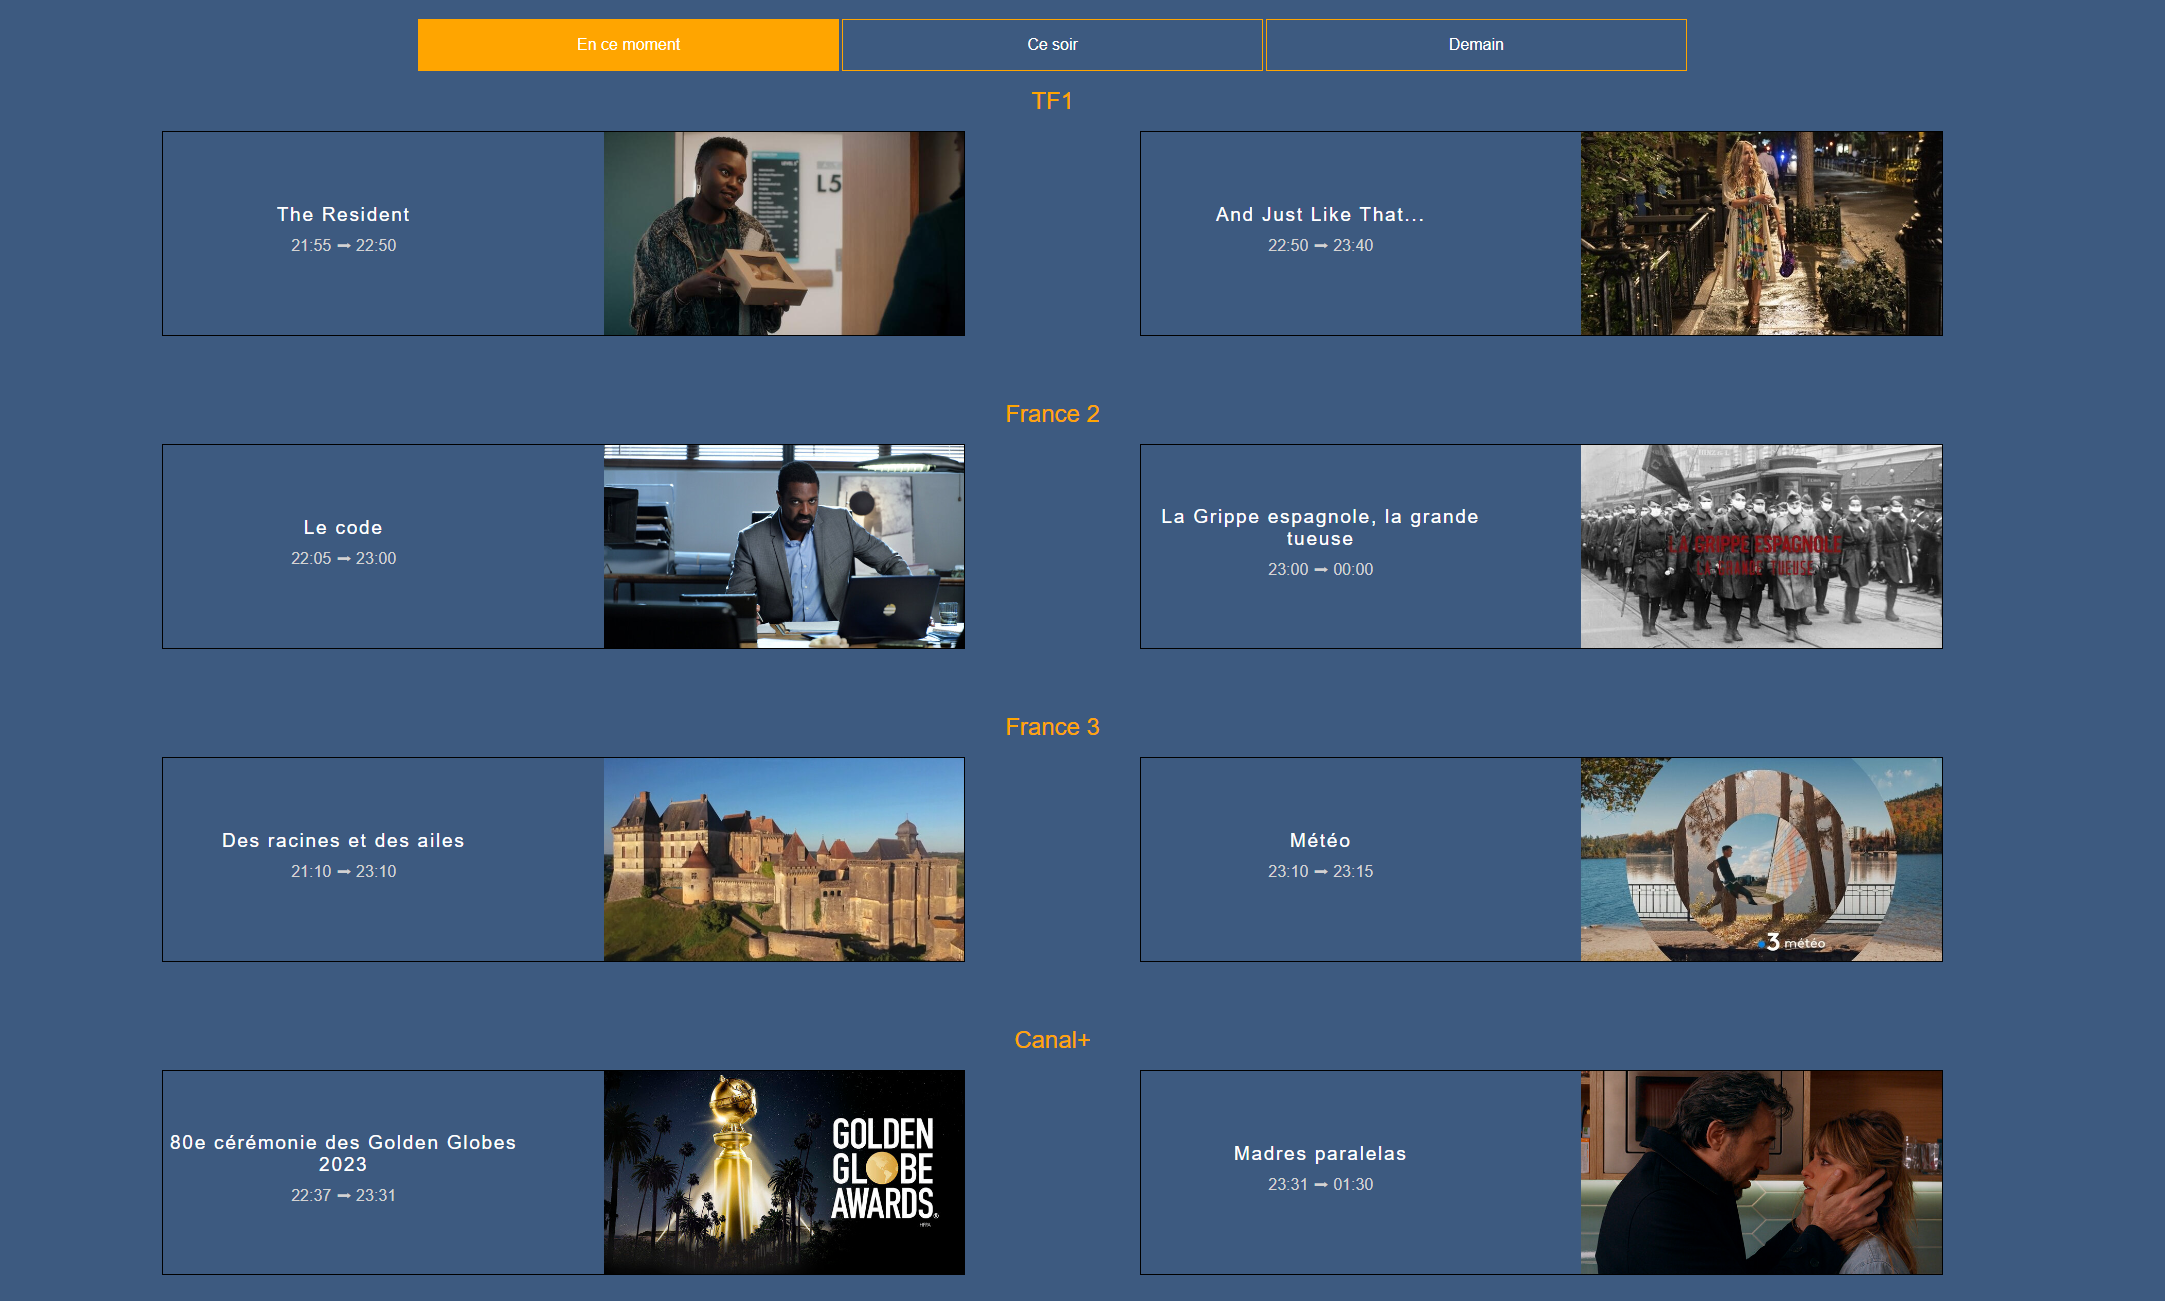 En ce moment
Ce soir
Demain
TF1
The Resident
21:55 ➞ 22:50
L5
And Just Like That...
22:50 ➞ 23:40
France 2
Le code
22:05 ➞ 23:00
La Grippe espagnole, la grande
tueuse
23:00 ➞ 00:00
LA GRIPPE ESPAGNOLE
LA GRANDE TUEUSE
France 3
Des racines et des ailes
21:10 ➞ 23:10
Météo
23:10 ➞ 23:15
3 météo
Canal+
80e cérémonie des Golden Globes
2023
22:37 ➞ 23:31
GOLDEN
GLOBE
AWARDS®
HFPA
Madres paralelas
23:31 ➞ 01:30